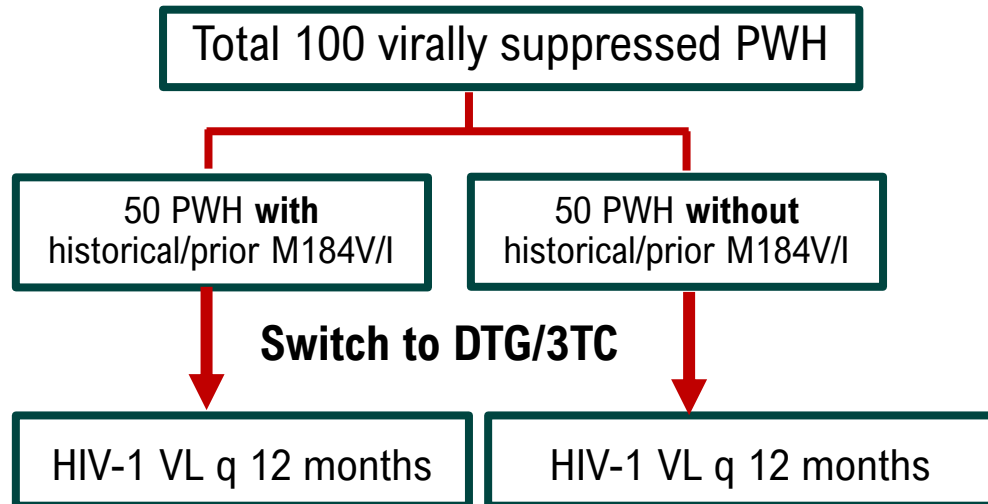 Total 100 virally suppressed PWH
50 PWH with
historical/prior M184V/I
50 PWH without
historical/prior M184V/I
Switch to DTG/3TC
HIV-1 VL q 12 months
HIV-1 VL q 12 months